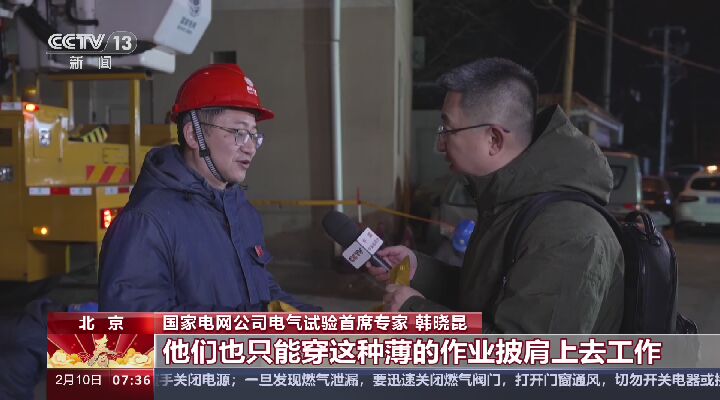 CCTV 13
新闻
CCTV
北京
国家电网公司电气试验首席专家 韩晓昆
他们也只能穿这种薄的作业披肩上去工作
2月10日 07:36
手关闭电源;一旦发现燃气泄漏,要迅速关闭燃气阀门,打开门窗通风,切勿开关电器或